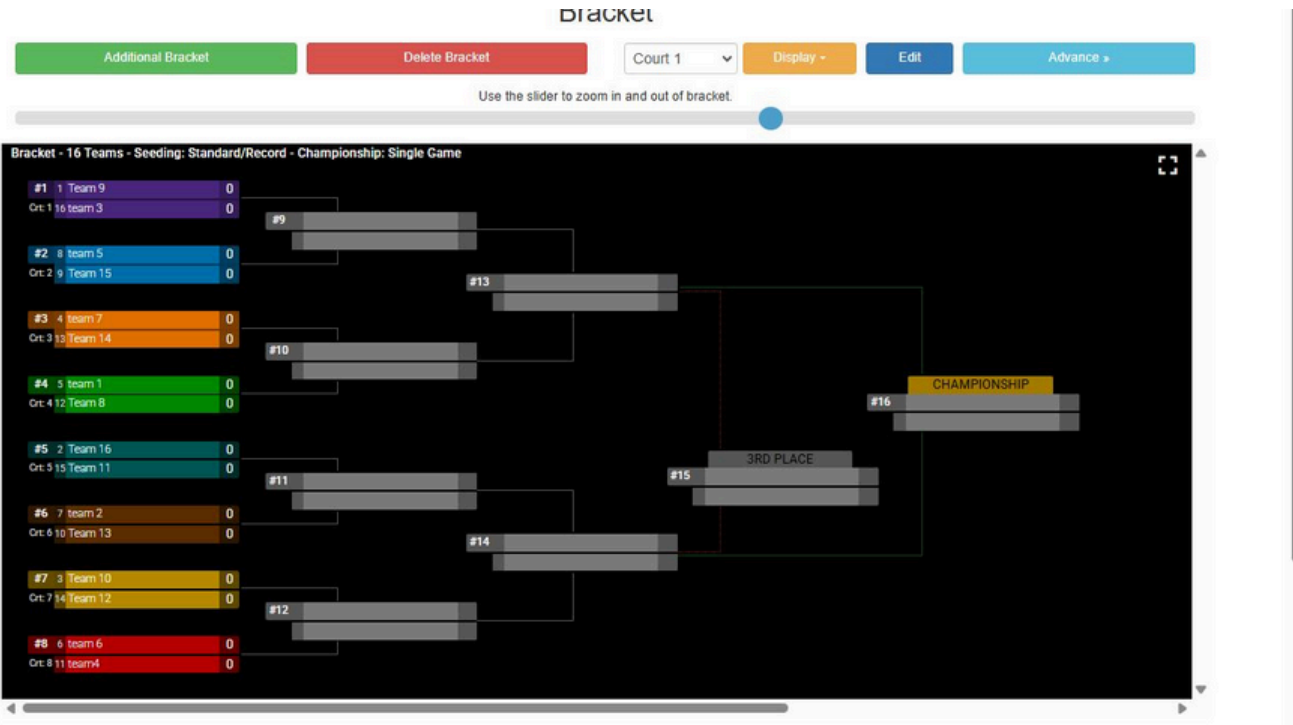 Bracket
Additional Bracket Delete Bracket Court 1 Display Edit Advance »
Use the slider to zoom in and out of bracket.
Bracket - 16 Teams - Seeding: Standard/Record - Championship: Single Game
#1 1 Team 9 0
Crt: 1 16 team 3 0
#9
#2 8 team 5 0
Crt: 2 9 Team 15 0
#13
#3 4 team 7 0
Crt: 3 13 Team 14 0
#10
#4 5 team 1 0
Crt: 4 12 Team 8 0
CHAMPIONSHIP
#16
#5 2 Team 16 0
Crt: 5 15 Team 11 0
3RD PLACE
#15
#11
#6 7 team 2 0
Crt: 6 10 Team 13 0
#14
#7 3 Team 10 0
Crt: 7 14 Team 12 0
#12
#8 6 team 6 0
Crt: 8 11 team4 0